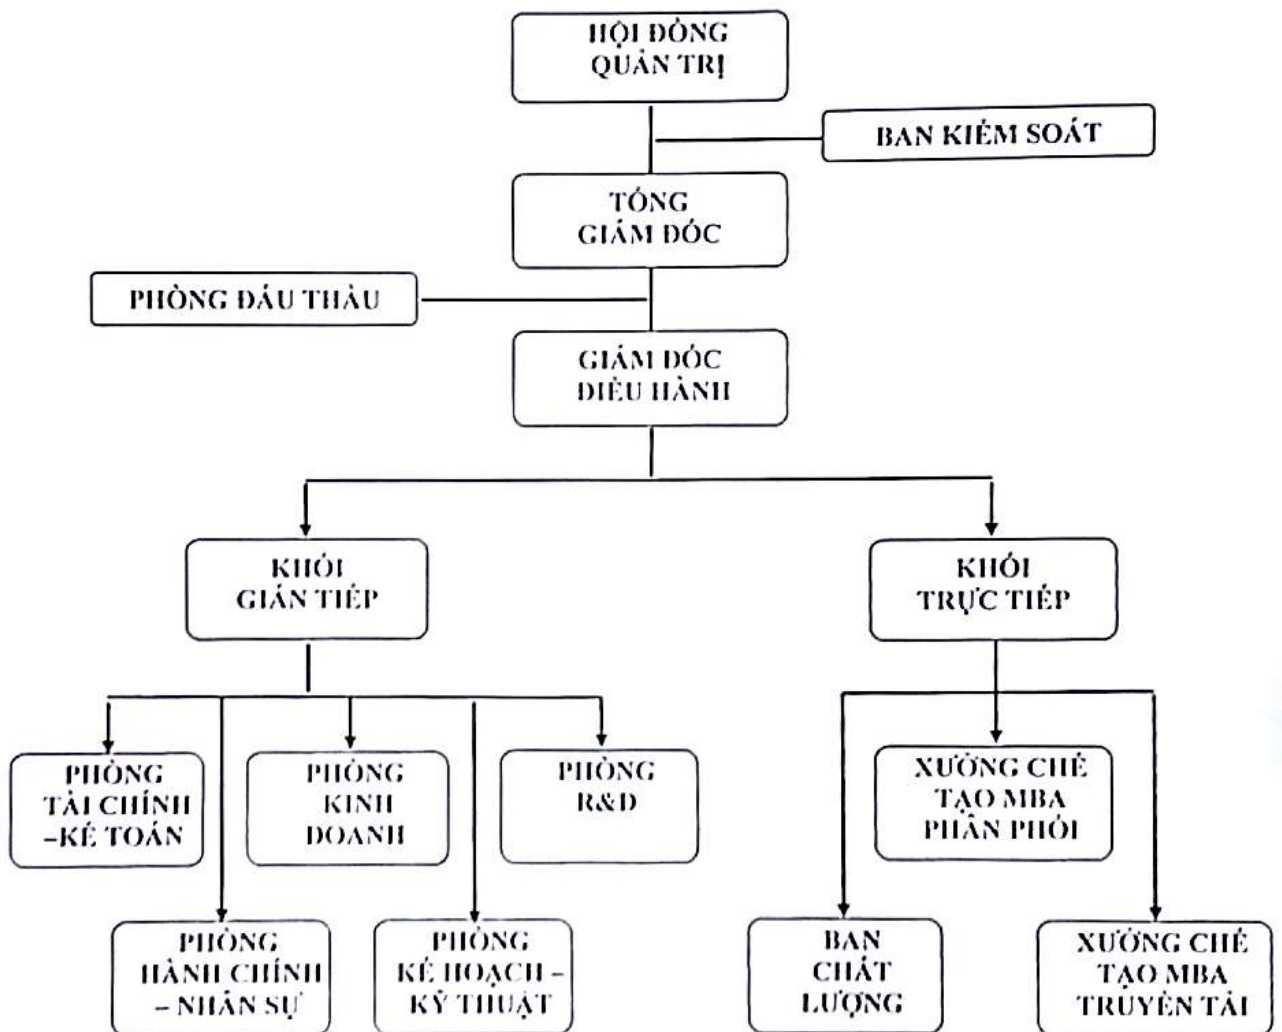 HỘI ĐỒNG
QUẢN TRỊ
BAN KIỂM SOÁT
TỔNG
GIÁM ĐỐC
PHÒNG ĐẤU THẦU
GIÁM ĐỐC
ĐIỀU HÀNH
KHỐI
GIÁN TIẾP
KHỐI
TRỰC TIẾP
PHÒNG
TÀI CHÍNH
–KẾ TOÁN
PHÒNG
KINH
DOANH
PHÒNG
R&D
XƯỞNG CHẾ
TẠO MBA
PHÂN PHỐI
PHÒNG
HÀNH CHÍNH
– NHÂN SỰ
PHÒNG
KẾ HOẠCH –
KỸ THUẬT
BAN
CHẤT
LƯỢNG
XƯỞNG CHẾ
TẠO MBA
TRUYỀN TẢI